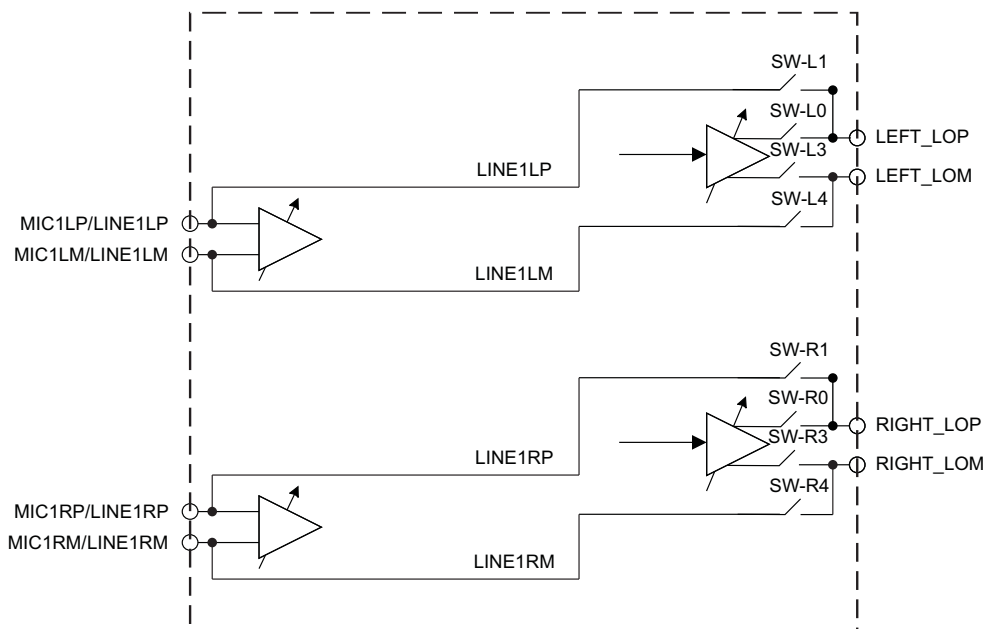 SW-L1
SW-L0
LEFT_LOP
SW-L3
LINE1LP
LEFT_LOM
SW-L4
MIC1LP/LINE1LP
MIC1LM/LINE1LM
LINE1LM
SW-R1
SW-R0
RIGHT_LOP
SW-R3
LINE1RP
RIGHT_LOM
SW-R4
MIC1RP/LINE1RP
MIC1RM/LINE1RM
LINE1RM